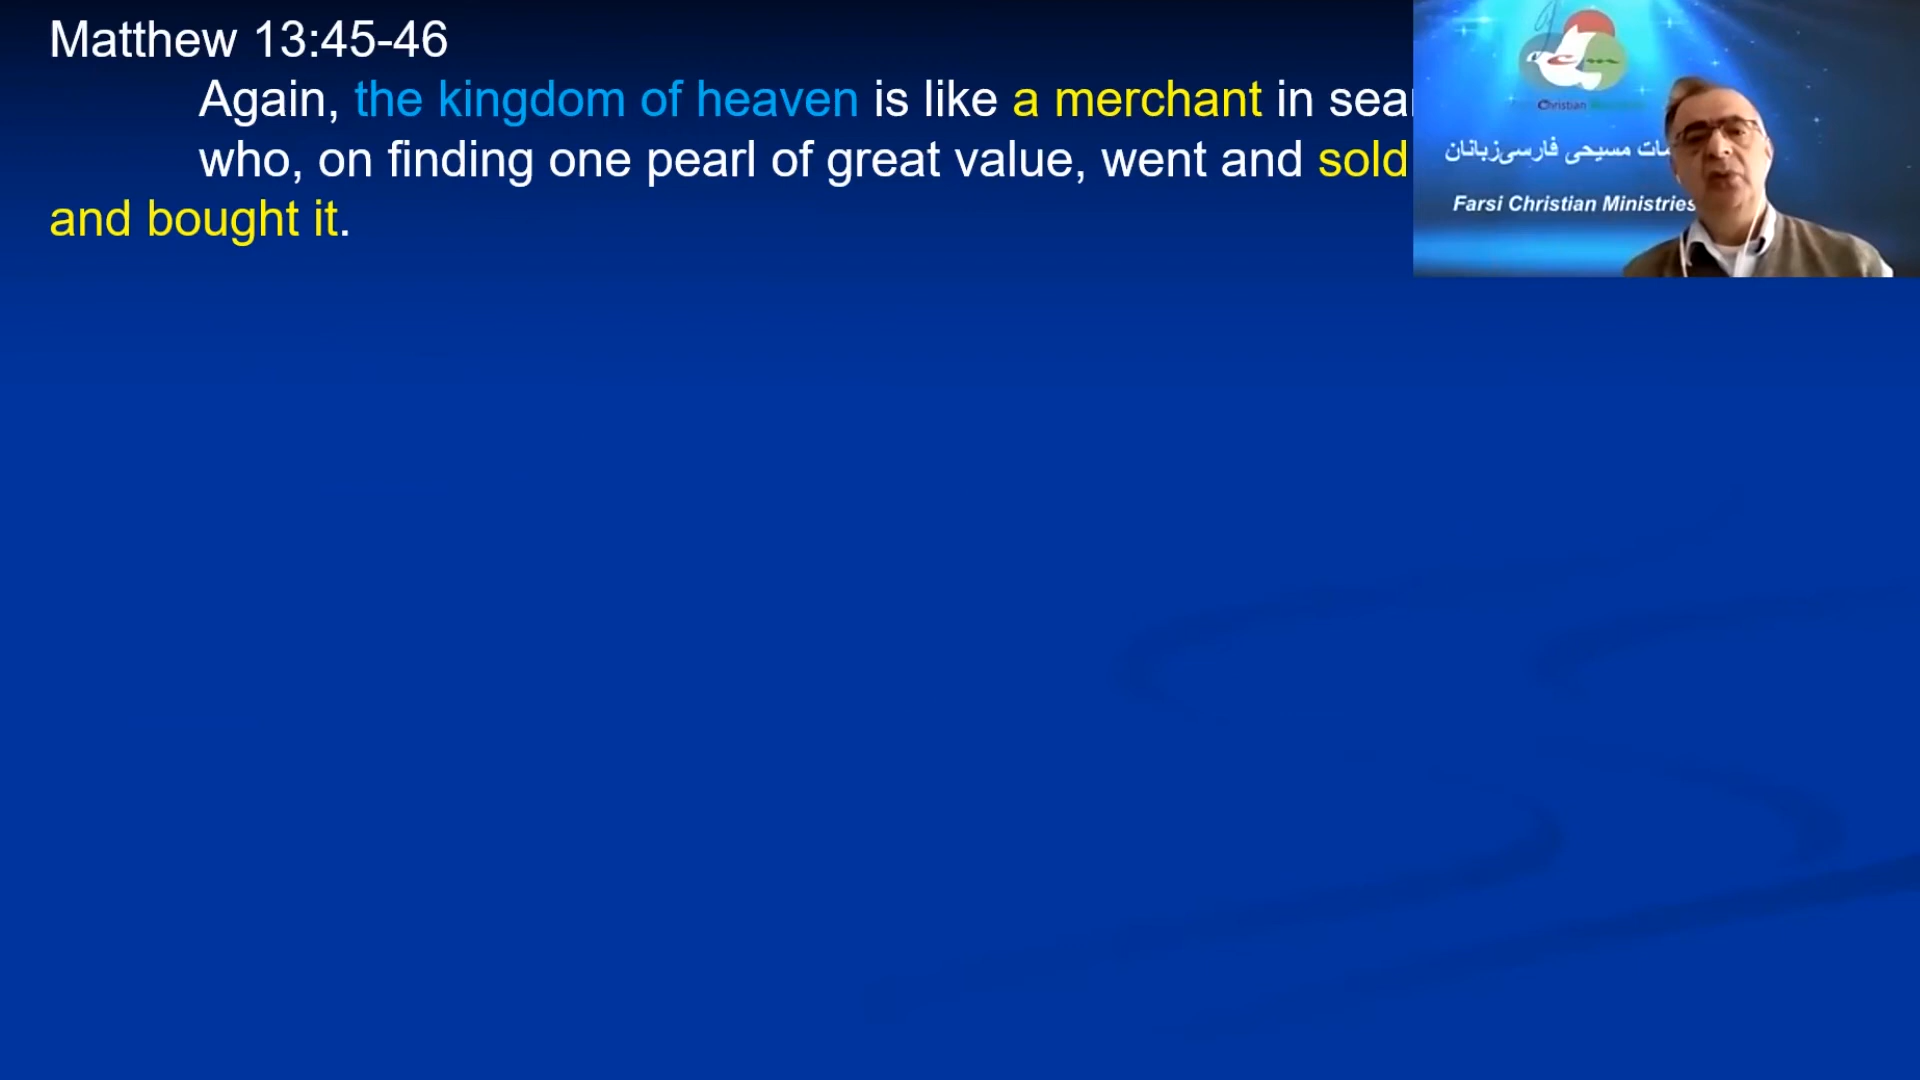 Matthew 13:45-46
Again, the kingdom of heaven is like a merchant in sea
who, on finding one pearl of great value, went and sold
and bought it.
Christian
مسیحی فارسی‌زبانان
Farsi Christian Ministries